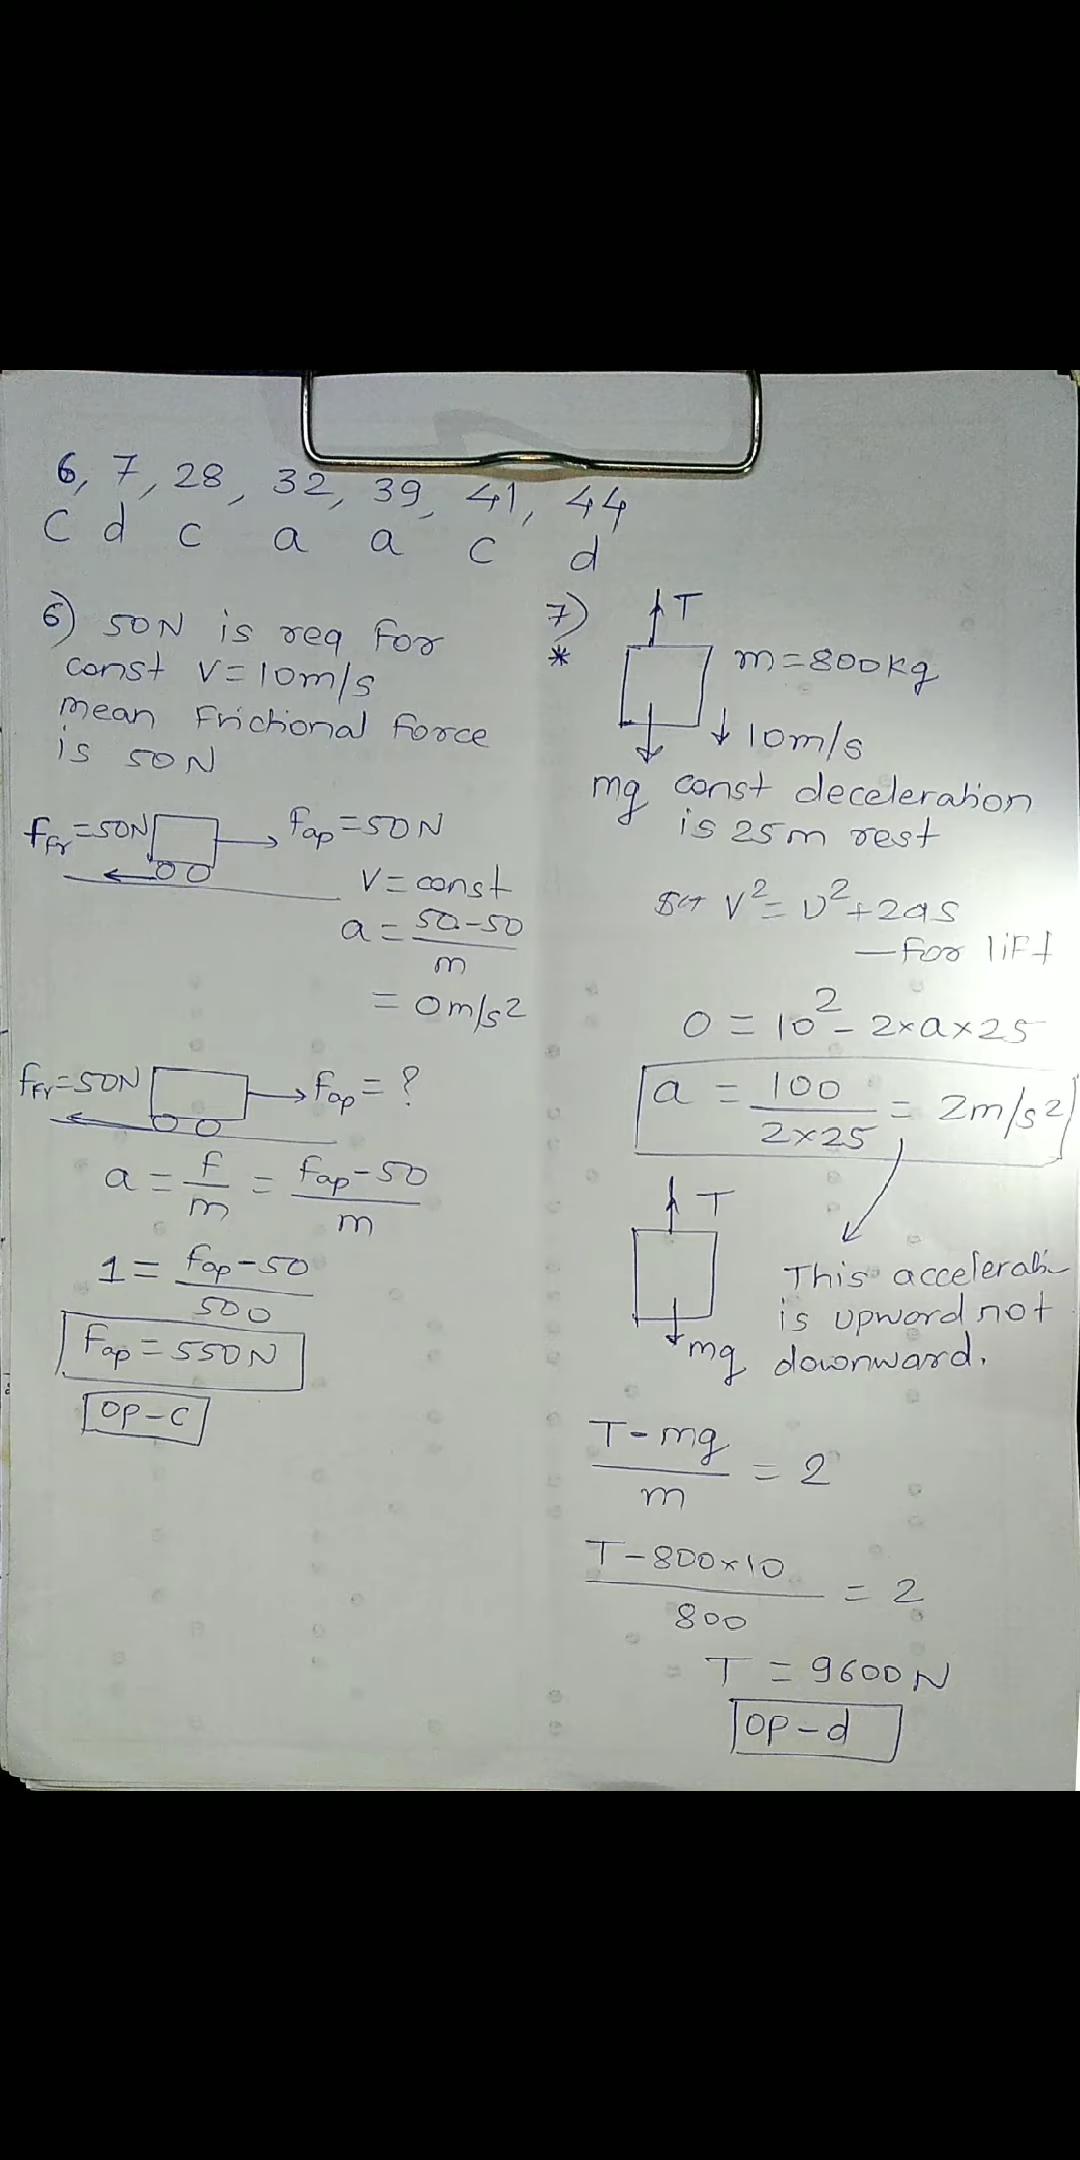 6, 7, 28, 32, 39, 41, 44
c d c a a c d
6) 50N is req For
const V=10m/s
mean Frictional Force
is 50N
fFr=50N
fap=50N
V=const
a=50-50/m
=0m/s²
fFr=50N
fap=?
a=f/m=fap-50/m
1=fap-50/500
fap=550N
OP-c
7)
*
T
m=800kg
10m/s
mg const deceleration
is 25m rest
V²=U²+2as
—For liFt
0=10²-2×a×25
a=100/2×25=2m/s²
T
This accelerati-
is upword not
mg downward.
T-mg/m=2
T-800×10/800=2
T=9600N
OP-d